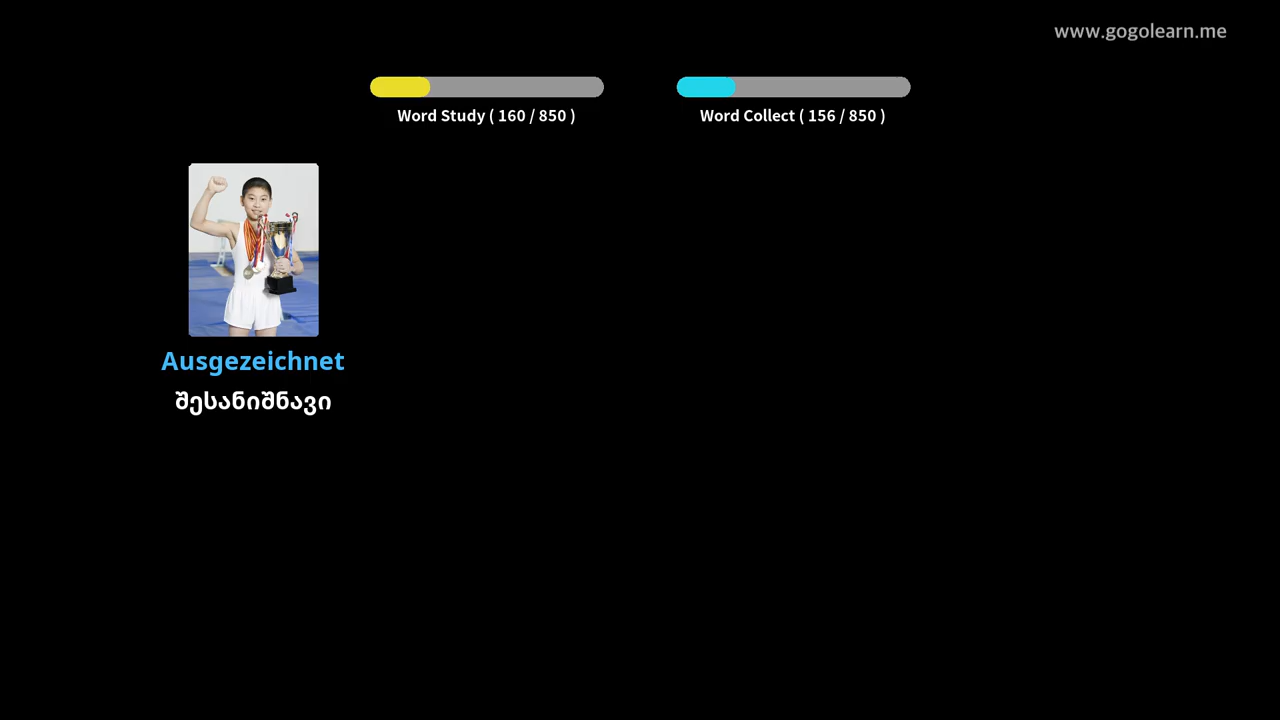 www.gogolearn.me
Word Study ( 160 / 850 )
Word Collect ( 156 / 850 )
Ausgezeichnet
შესანიშნავი